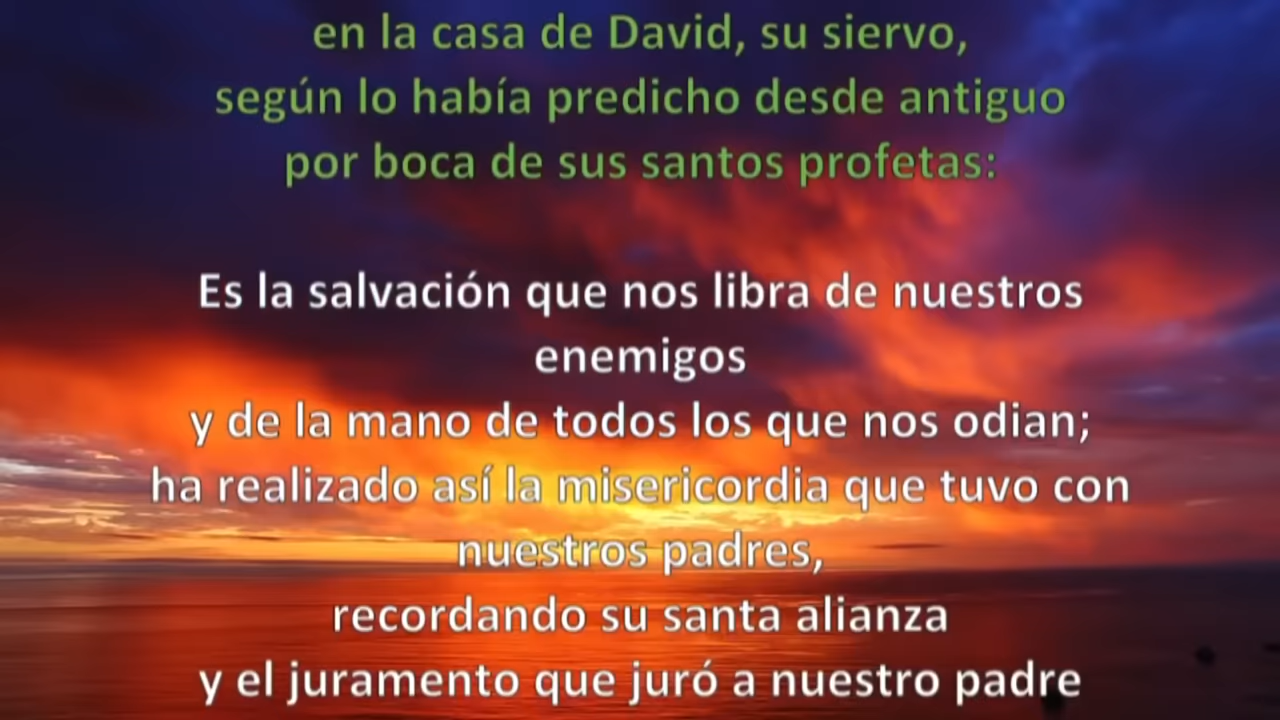 en la casa de David, su siervo,
según lo había predicho desde antiguo
por boca de sus santos profetas:
Es la salvación que nos libra de nuestros
enemigos
y de la mano de todos los que nos odian;
ha realizado así la misericordia que tuvo con
nuestros padres,
recordando su santa alianza
y el juramento que juró a nuestro padre